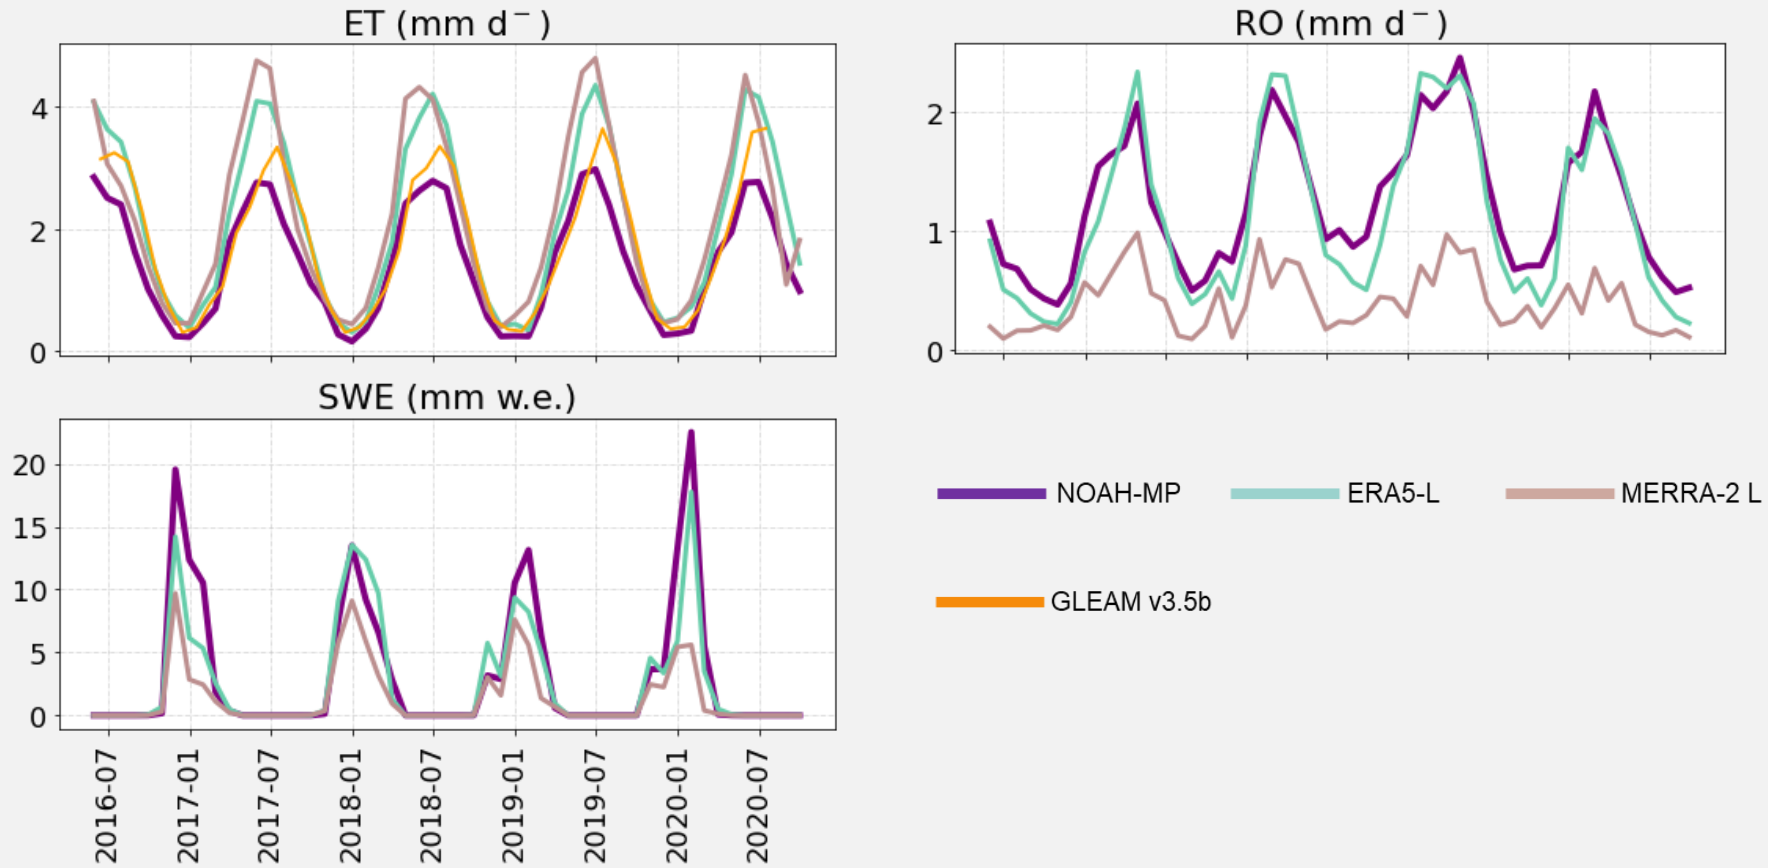 ET (mm d⁻)
4
2
0
RO (mm d⁻)
2
1
0
SWE (mm w.e.)
20
15
10
5
0
2016-07
2017-01
2017-07
2018-01
2018-07
2019-01
2019-07
2020-01
2020-07
NOAH-MP
ERA5-L
MERRA-2 L
GLEAM v3.5b